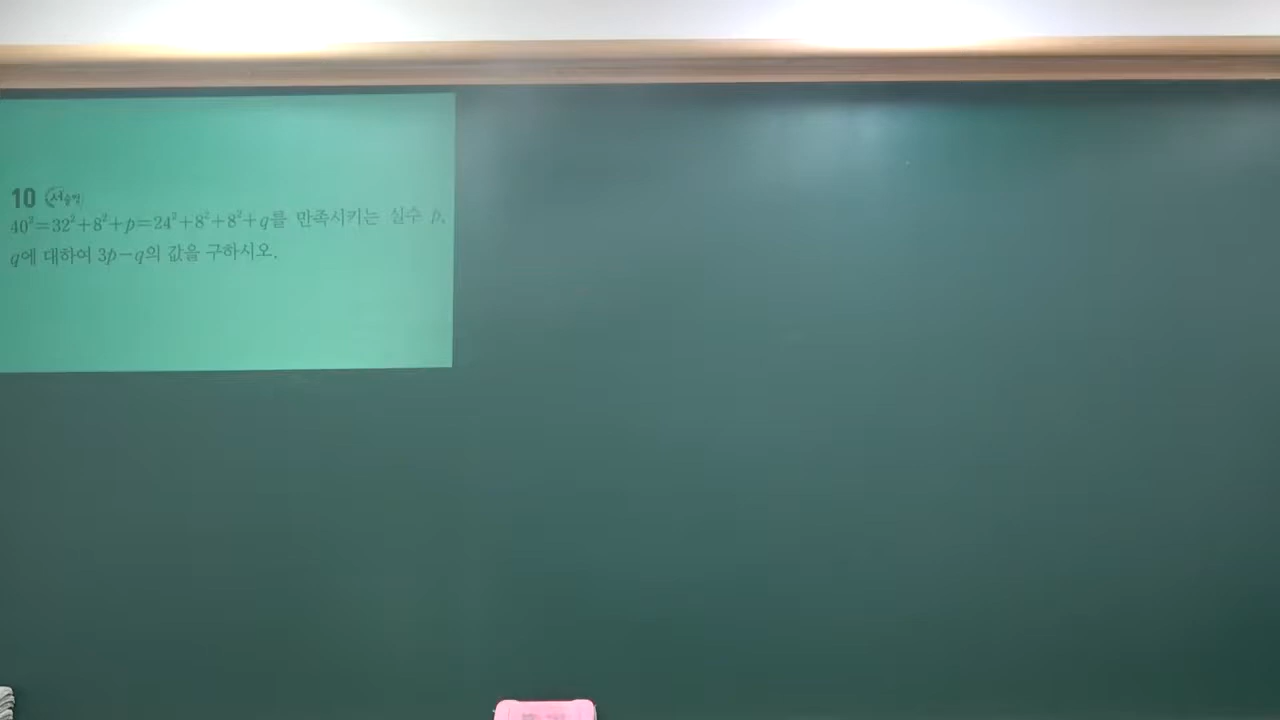 10 서술형
40²=32²+8²+p=24²+8²+8²+q를 만족시키는 실수 p,
q에 대하여 3p−q의 값을 구하시오.